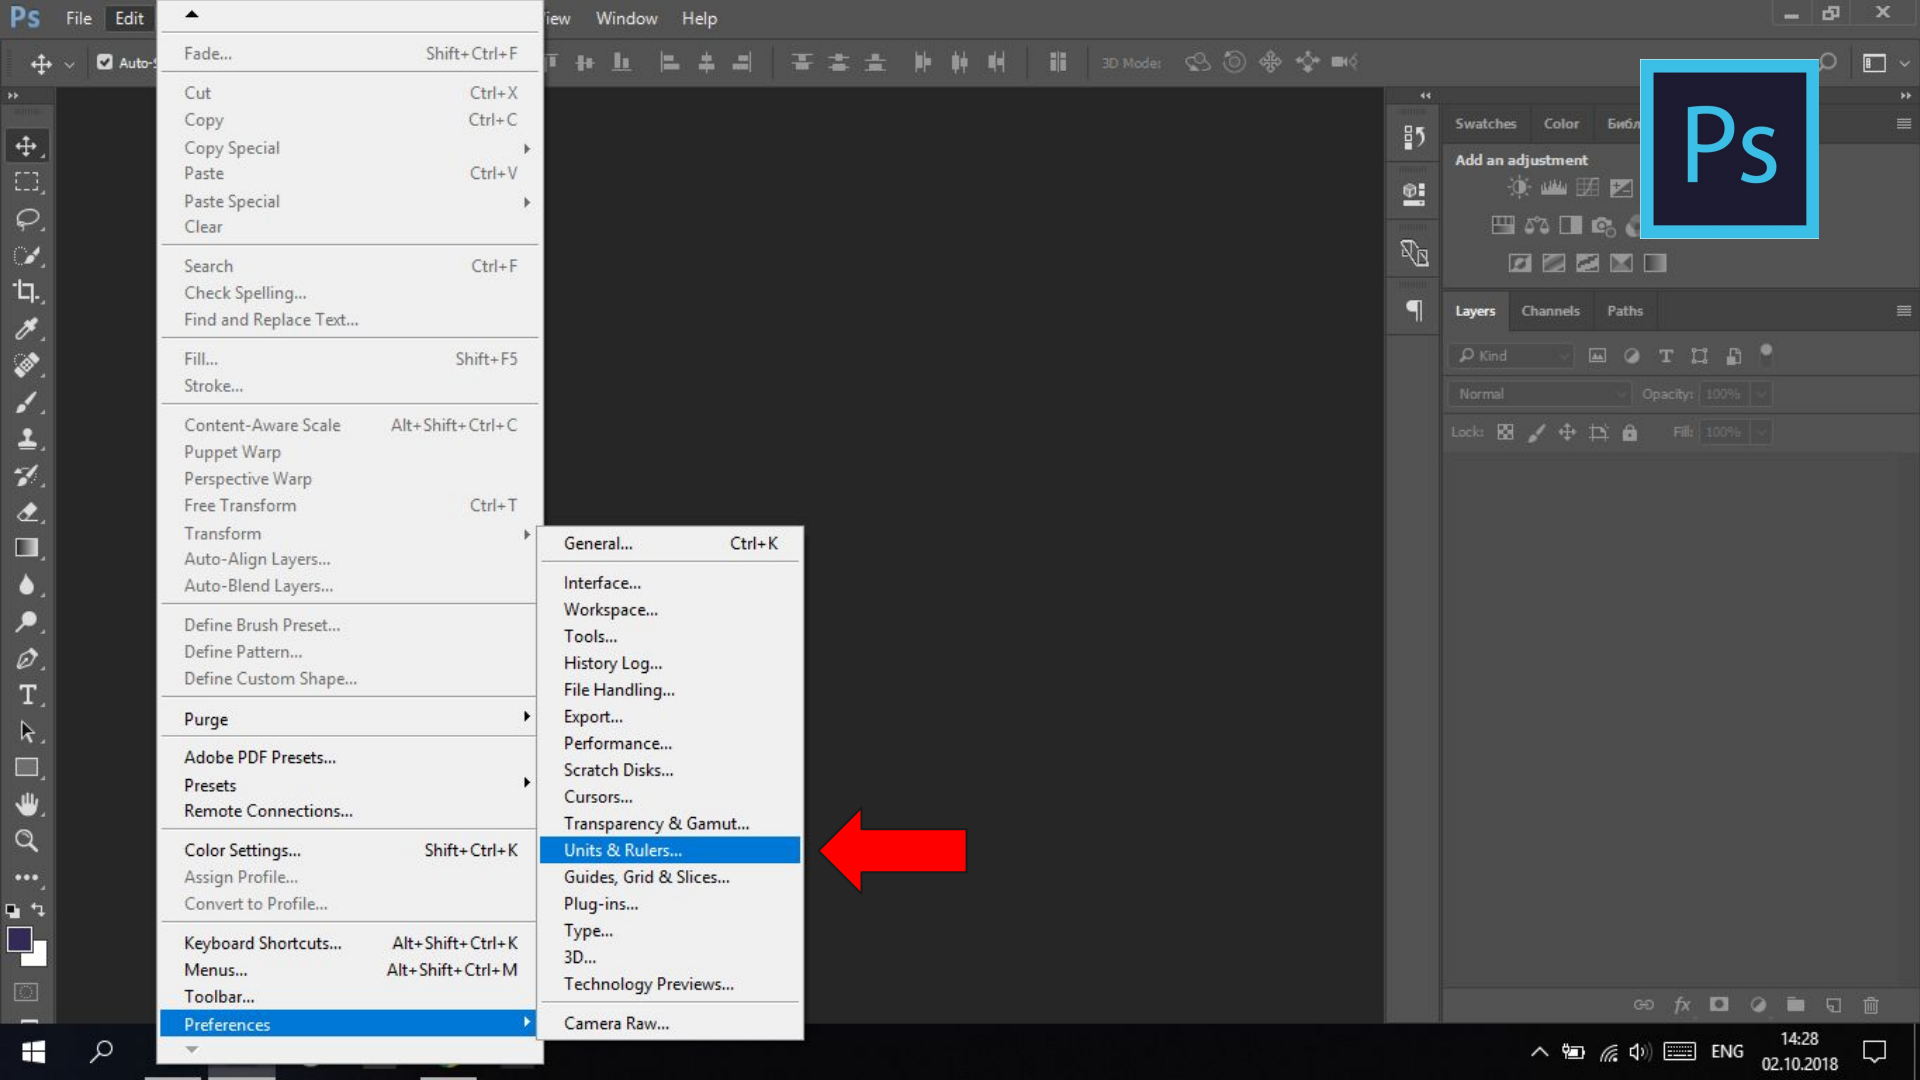 Ps File Edit Window Help
Fade... Shift+Ctrl+F
3D Mode:
Cut Ctrl+X
Copy Ctrl+C
Copy Special
Paste Ctrl+V
Paste Special
Clear
Search Ctrl+F
Check Spelling...
Find and Replace Text...
Fill... Shift+F5
Stroke...
Content-Aware Scale Alt+Shift+Ctrl+C
Puppet Warp
Perspective Warp
Free Transform Ctrl+T
Transform
Auto-Align Layers...
Auto-Blend Layers...
Define Brush Preset...
Define Pattern...
Define Custom Shape...
Purge
Adobe PDF Presets...
Presets
Remote Connections...
Color Settings... Shift+Ctrl+K
Assign Profile...
Convert to Profile...
Keyboard Shortcuts... Alt+Shift+Ctrl+K
Menus... Alt+Shift+Ctrl+M
Toolbar...
Preferences
General... Ctrl+K
Interface...
Workspace...
Tools...
History Log...
File Handling...
Export...
Performance...
Scratch Disks...
Cursors...
Transparency & Gamut...
Units & Rulers...
Guides, Grid & Slices...
Plug-ins...
Type...
3D...
Technology Previews...
Camera Raw...
Swatches Color
Ps
Add an adjustment
Layers Channels Paths
Kind
Normal Opacity: 100%
Lock: Fill: 100%
fx
ENG
14:28
02.10.2018